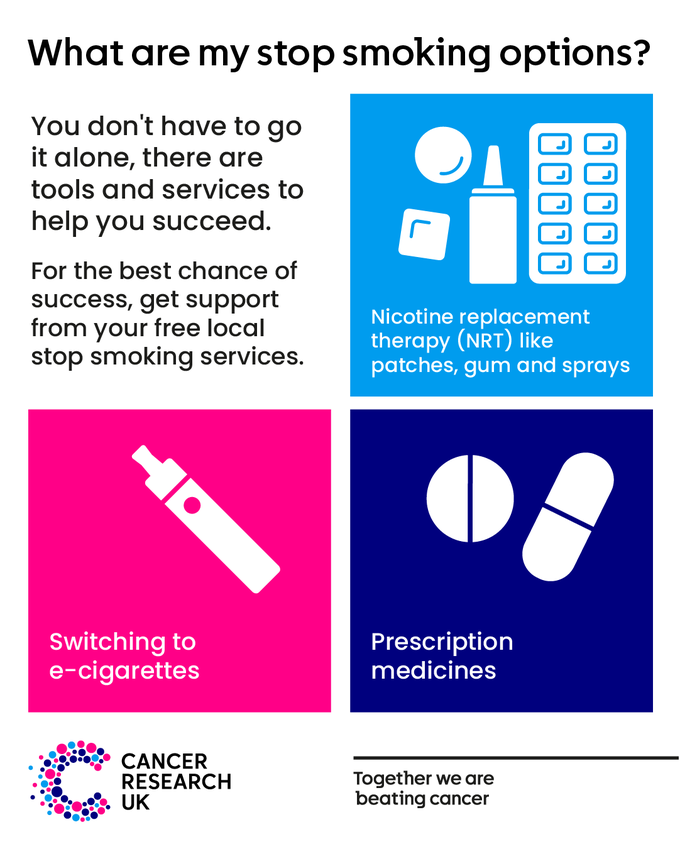 What are my stop smoking options?
You don't have to go
it alone, there are
tools and services to
help you succeed.
For the best chance of
success, get support
from your free local
stop smoking services.
Nicotine replacement
therapy (NRT) like
patches, gum and sprays
Switching to
e-cigarettes
Prescription
medicines
CANCER
RESEARCH
UK
Together we are
beating cancer